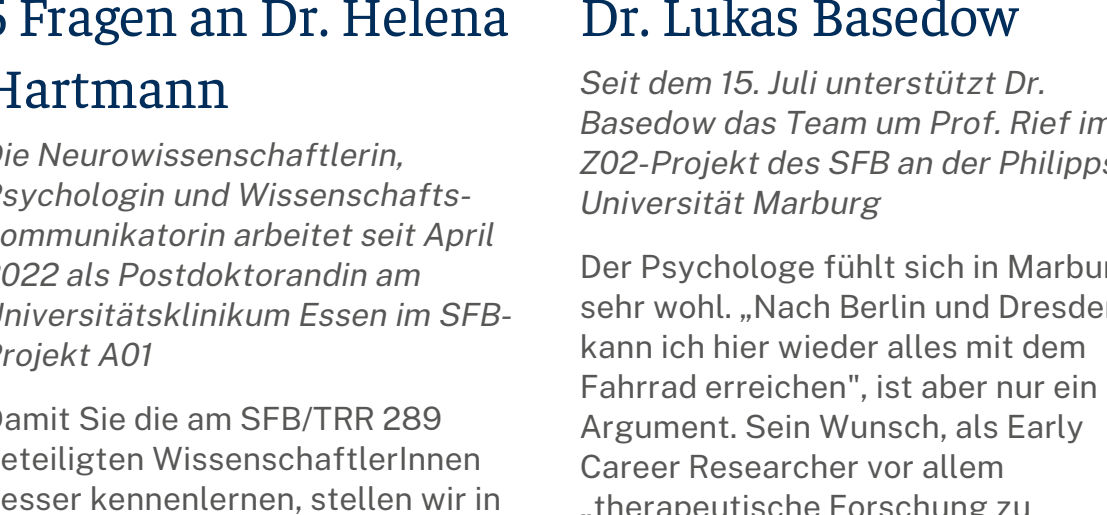 5 Fragen an Dr. Helena
Hartmann
Die Neurowissenschaftlerin,
Psychologin und Wissenschafts-
kommunikatorin arbeitet seit April
2022 als Postdoktorandin am
Universitätsklinikum Essen im SFB-
Projekt A01
Damit Sie die am SFB/TRR 289
beteiligten WissenschaftlerInnen
besser kennenlernen, stellen wir in
Dr. Lukas Basedow
Seit dem 15. Juli unterstützt Dr.
Basedow das Team um Prof. Rief im
Z02-Projekt des SFB an der Philipps
Universität Marburg
Der Psychologe fühlt sich in Marburg
sehr wohl. „Nach Berlin und Dresden
kann ich hier wieder alles mit dem
Fahrrad erreichen", ist aber nur ein
Argument. Sein Wunsch, als Early
Career Researcher vor allem
„therapeutische Forschung zu